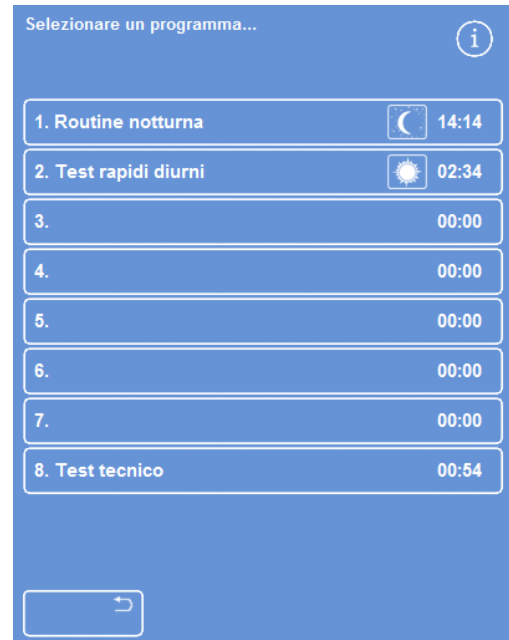 Selezionare un programma...
i
1. Routine notturna 14:14
2. Test rapidi diurni 02:34
3. 00:00
4. 00:00
5. 00:00
6. 00:00
7. 00:00
8. Test tecnico 00:54